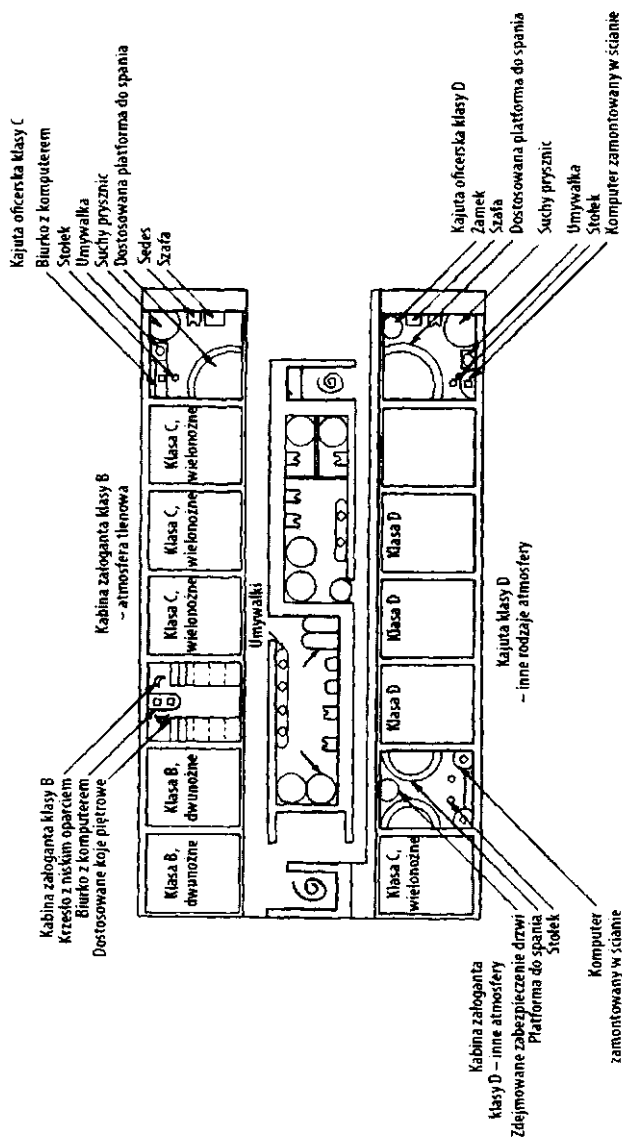 Kajuta oficerska klasy C
Biurko z komputerem
Stołek
Umywalka
Suchy prysznic
Dostosowana platforma do spania
Sedes
Szafa
Kabina załoganta klasy B
– atmosfera tlenowa
Kabina załoganta klasy B
Krzesło z niskim oparciem
Biurko z komputerem
Dostosowane koje piętrowe
Klasa B,
dwunożne
Klasa B,
dwunożne
Klasa C,
wielonożne
Klasa C,
wielonożne
Klasa C,
wielonożne
Umywalki
Klasa C,
wielonożne
Klasa D
Klasa D
Klasa D
Kajuta oficerska klasy D
Zamek
Szafa
Dostosowana platforma do spania
Suchy prysznic
Umywalka
Stołek
Komputer zamontowany w ścianie
Kajuta klasy D
– inne rodzaje atmosfery
Kabina załoganta
klasy D – inne atmosfery
Zdejmowane zabezpieczenie drzwi
Platforma do spania
Stołek
Komputer
zamontowany w ścianie